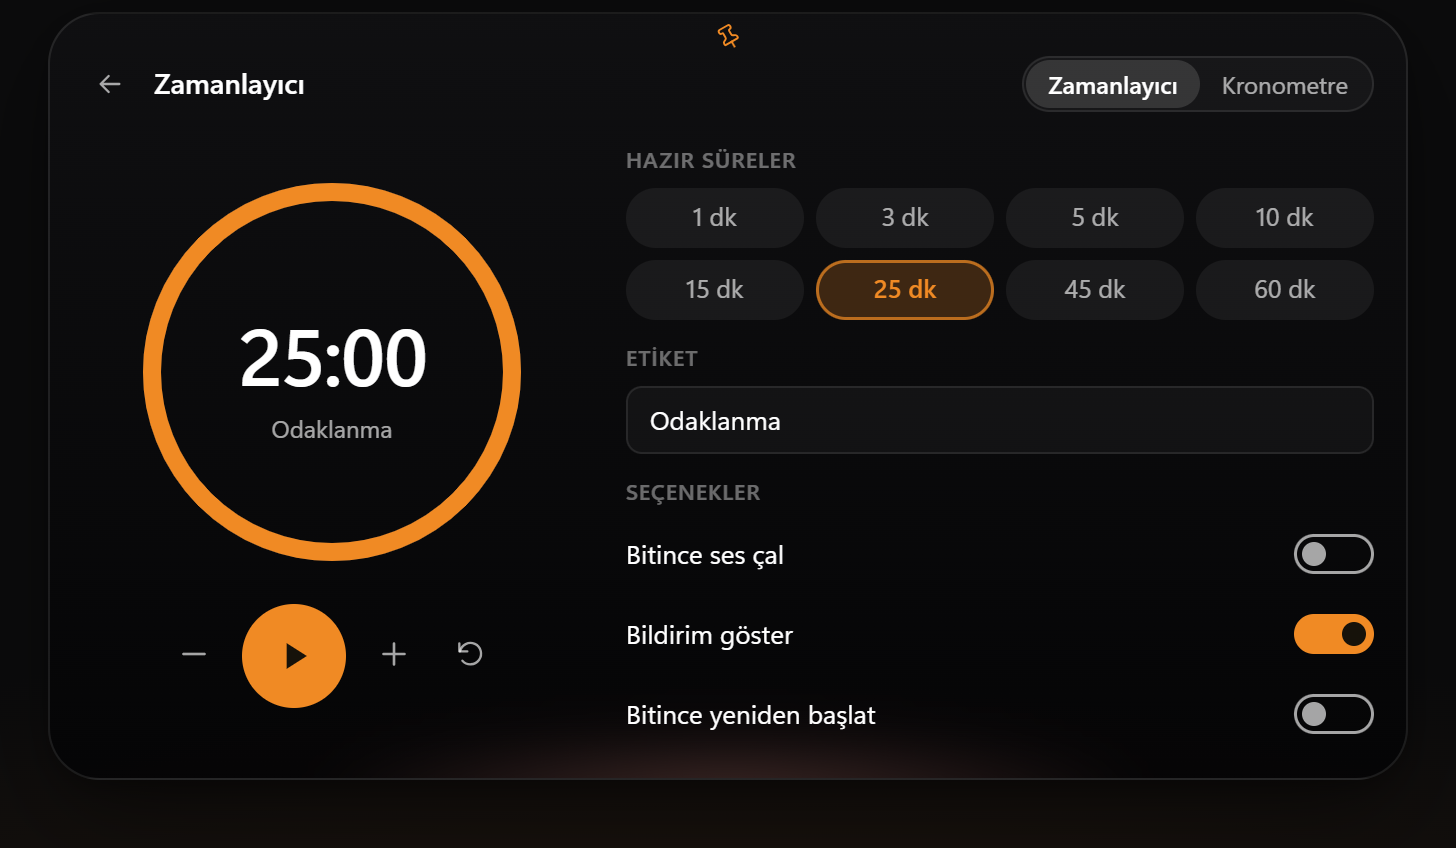 Zamanlayıcı
Zamanlayıcı Kronometre
HAZIR SÜRELER
1 dk 3 dk 5 dk 10 dk
15 dk 25 dk 45 dk 60 dk
25:00
Odaklanma
ETİKET
Odaklanma
SEÇENEKLER
Bitince ses çal
Bildirim göster
Bitince yeniden başlat